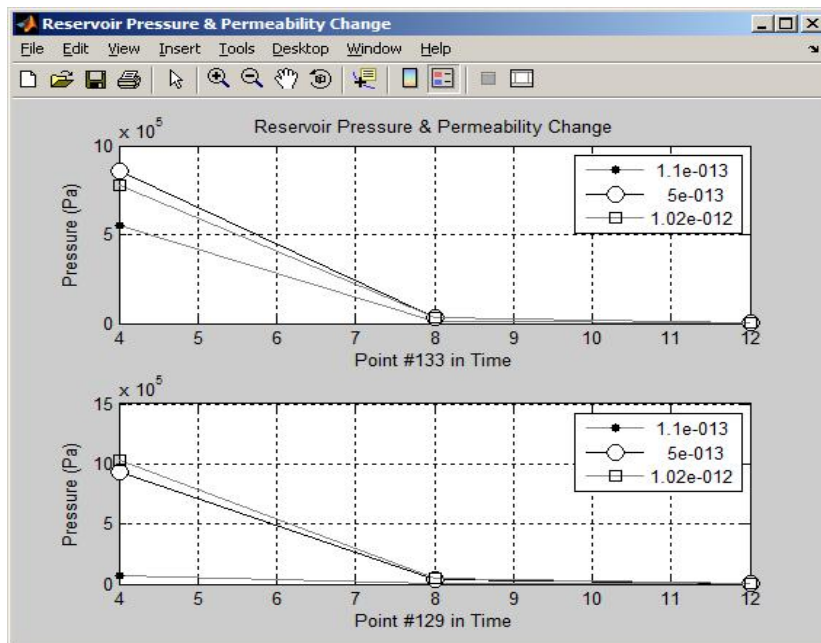 Reservoir Pressure & Permeability Change
File Edit View Insert Tools Desktop Window Help
× 10^5
Reservoir Pressure & Permeability Change
10
5
0
Pressure (Pa)
1.1e-013
5e-013
1.02e-012
4 5 6 7 8 9 10 11 12
Point #133 in Time
× 10^5
15
10
5
0
Pressure (Pa)
1.1e-013
5e-013
1.02e-012
4 5 6 7 8 9 10 11 12
Point #129 in Time